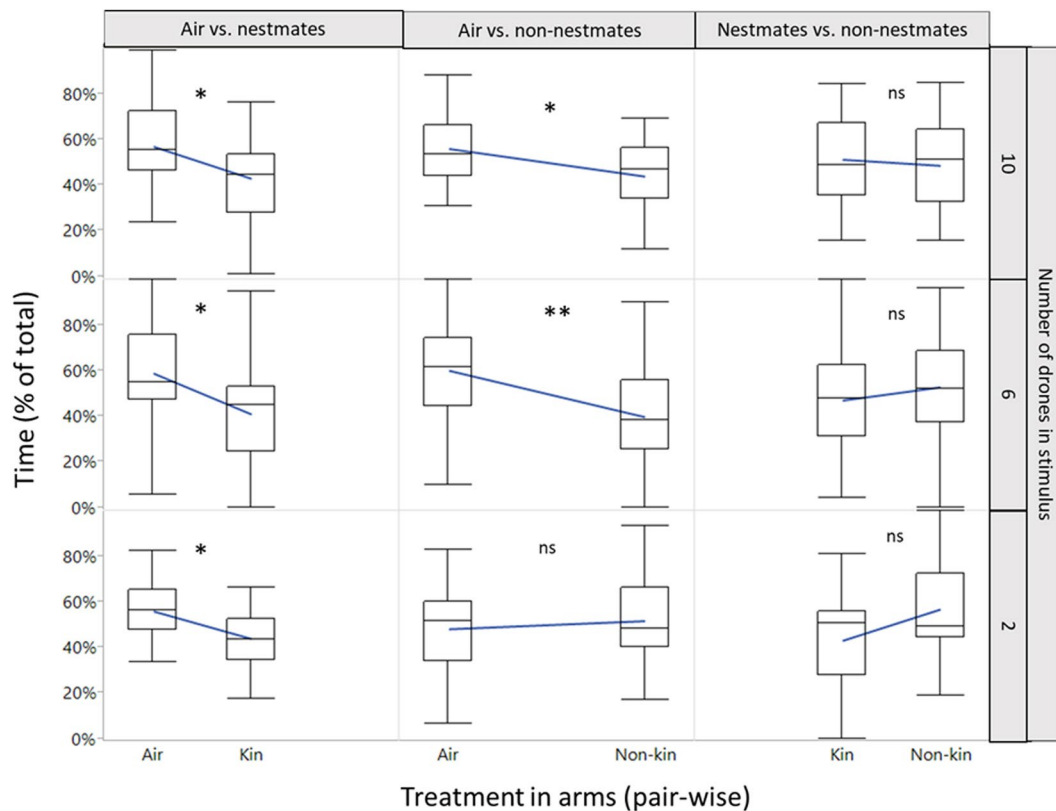 Air vs. nestmates Air vs. non-nestmates Nestmates vs. non-nestmates
80% * * ns
60%
40%
20%
0%
10
80% * ** ns
60%
40%
20%
0%
6
80% * ns ns
60%
40%
20%
0%
2
Time (% of total)
Number of drones in stimulus
Air Kin Air Non-kin Kin Non-kin
Treatment in arms (pair-wise)